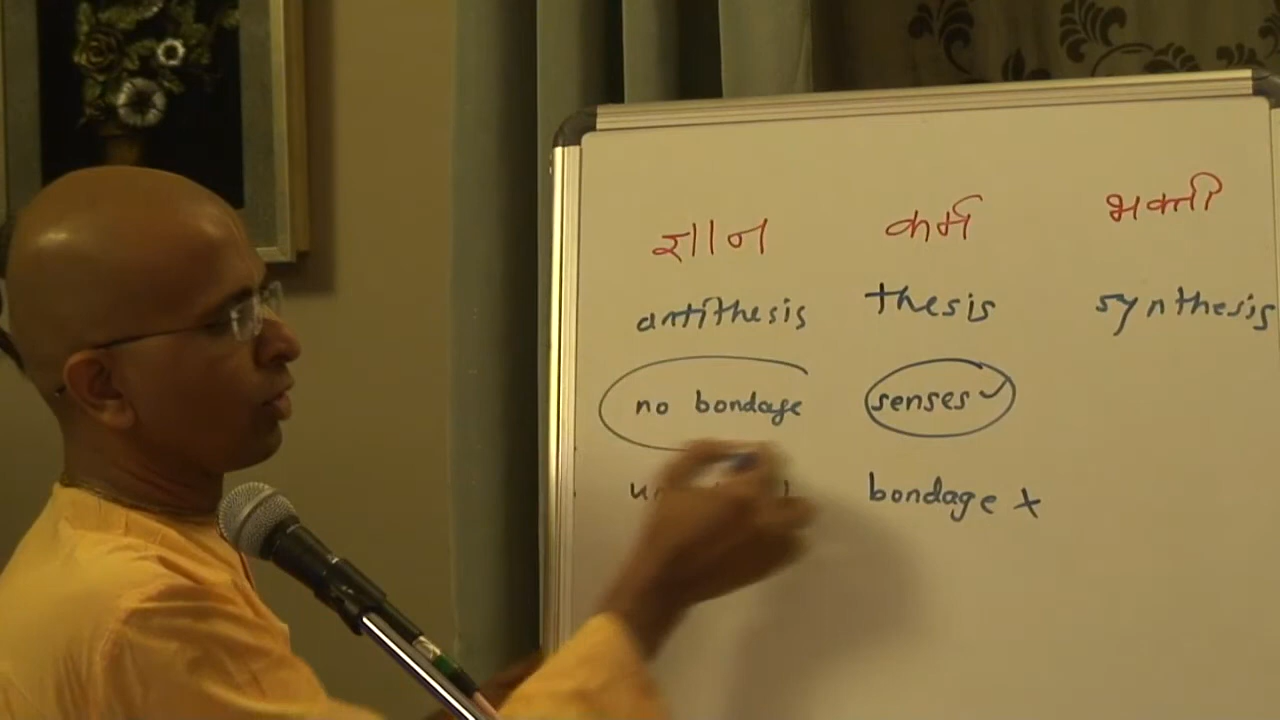 ज्ञान कर्म भक्ती
antithesis thesis synthesis
no bondage senses ✓
bondage ×